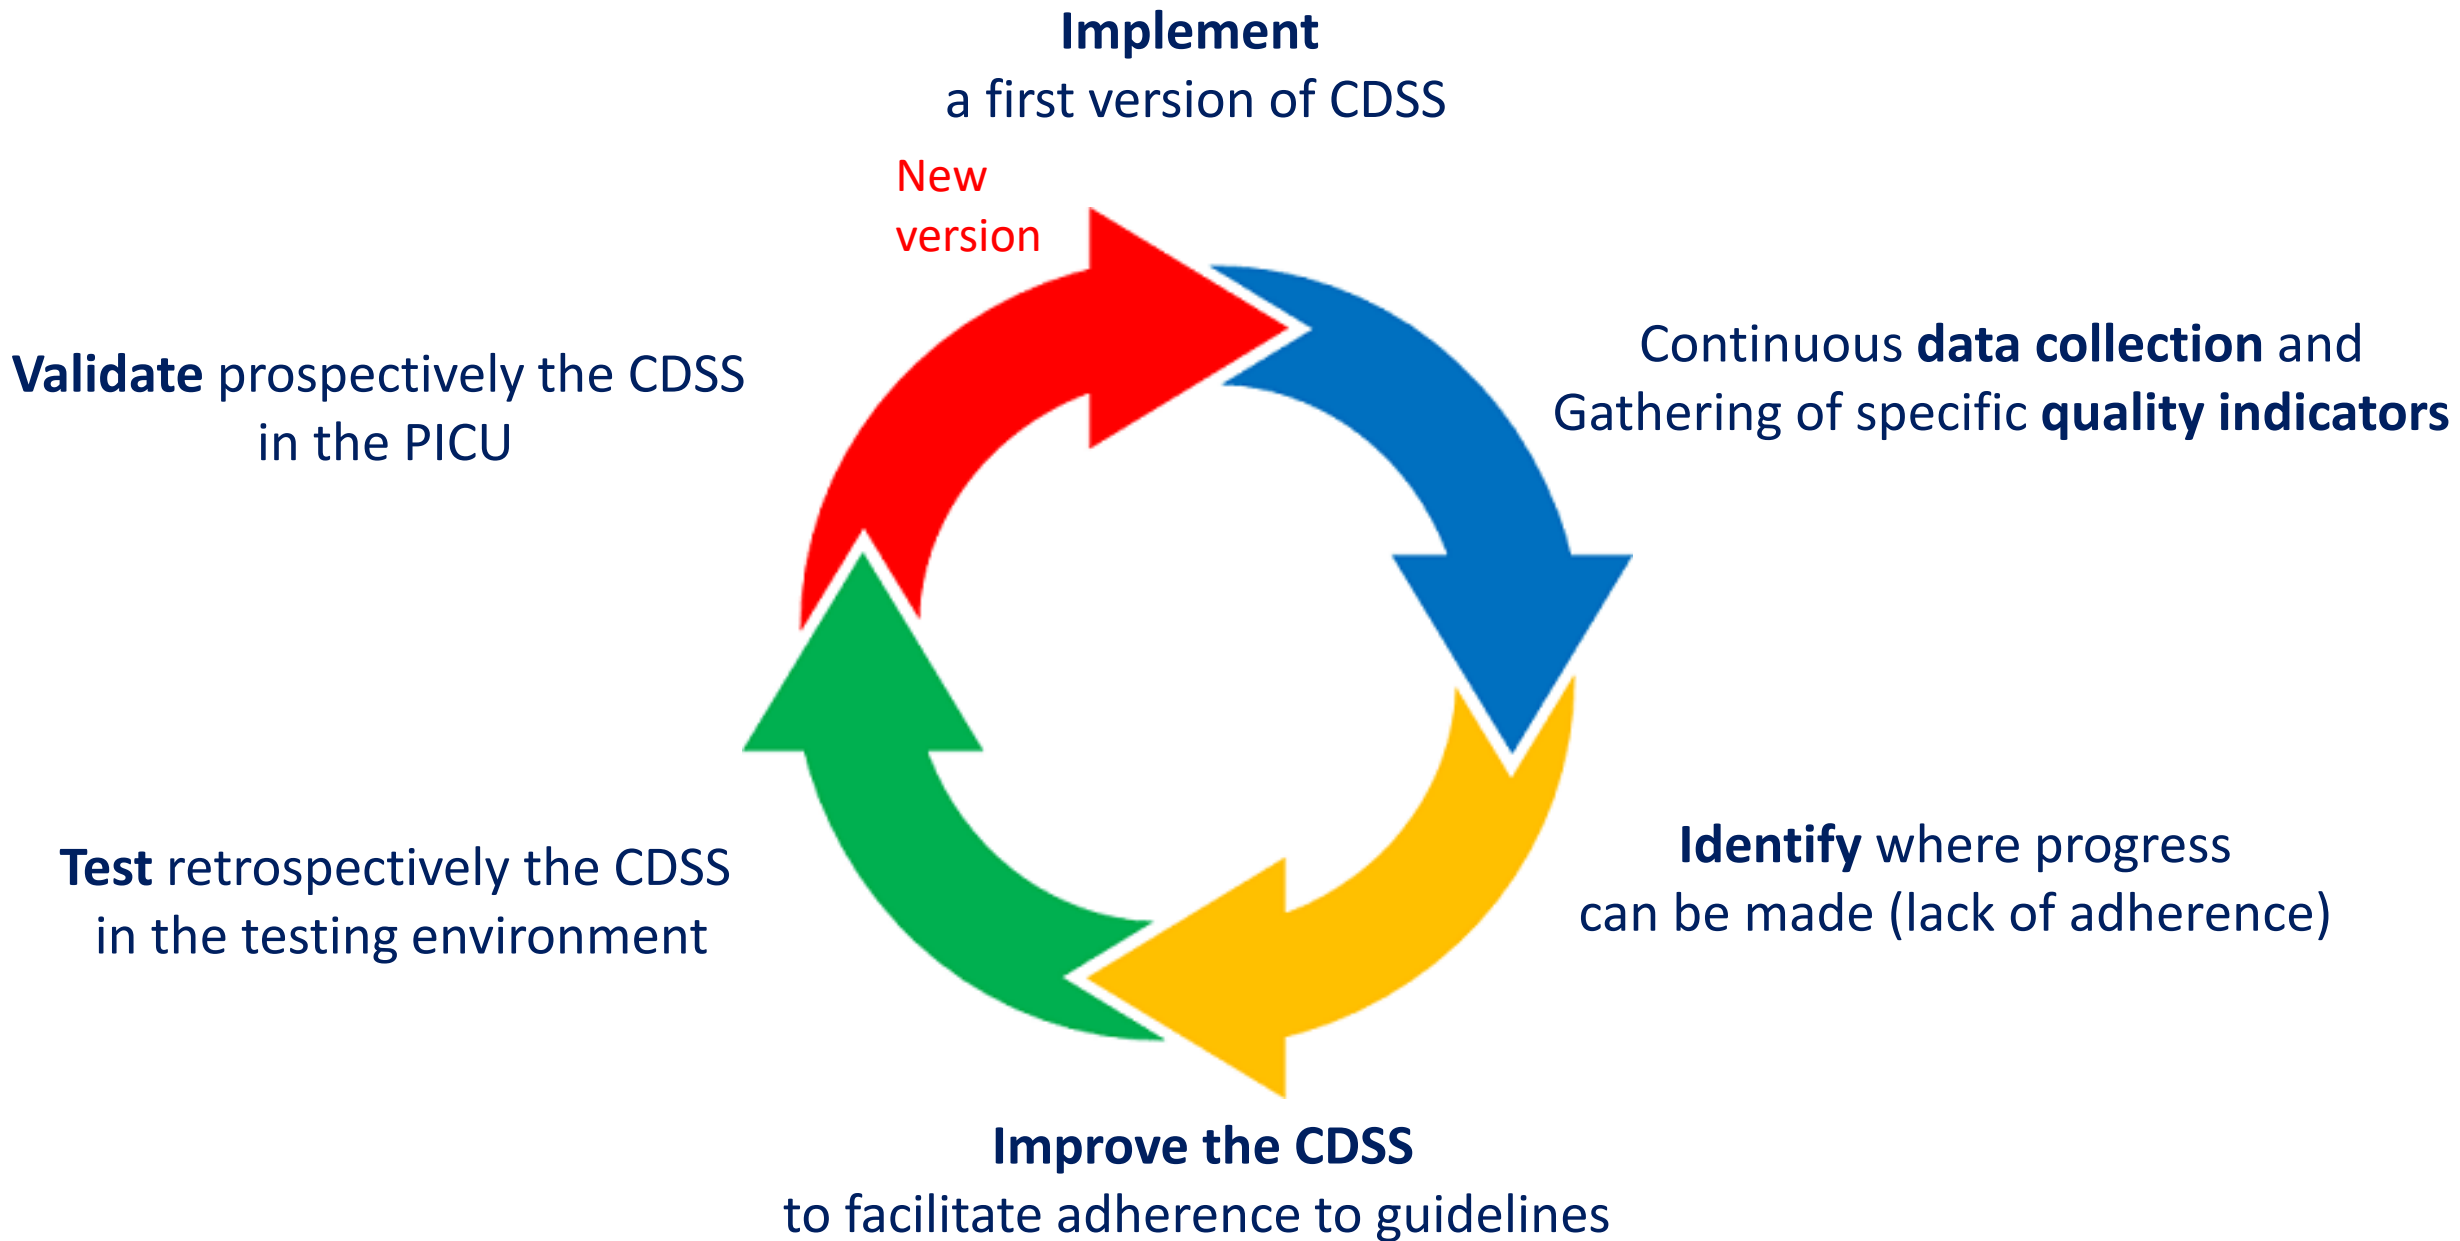 Implement
a first version of CDSS
New
version
Continuous data collection and
Gathering of specific quality indicators
Validate prospectively the CDSS
in the PICU
Identify where progress
can be made (lack of adherence)
Test retrospectively the CDSS
in the testing environment
Improve the CDSS
to facilitate adherence to guidelines